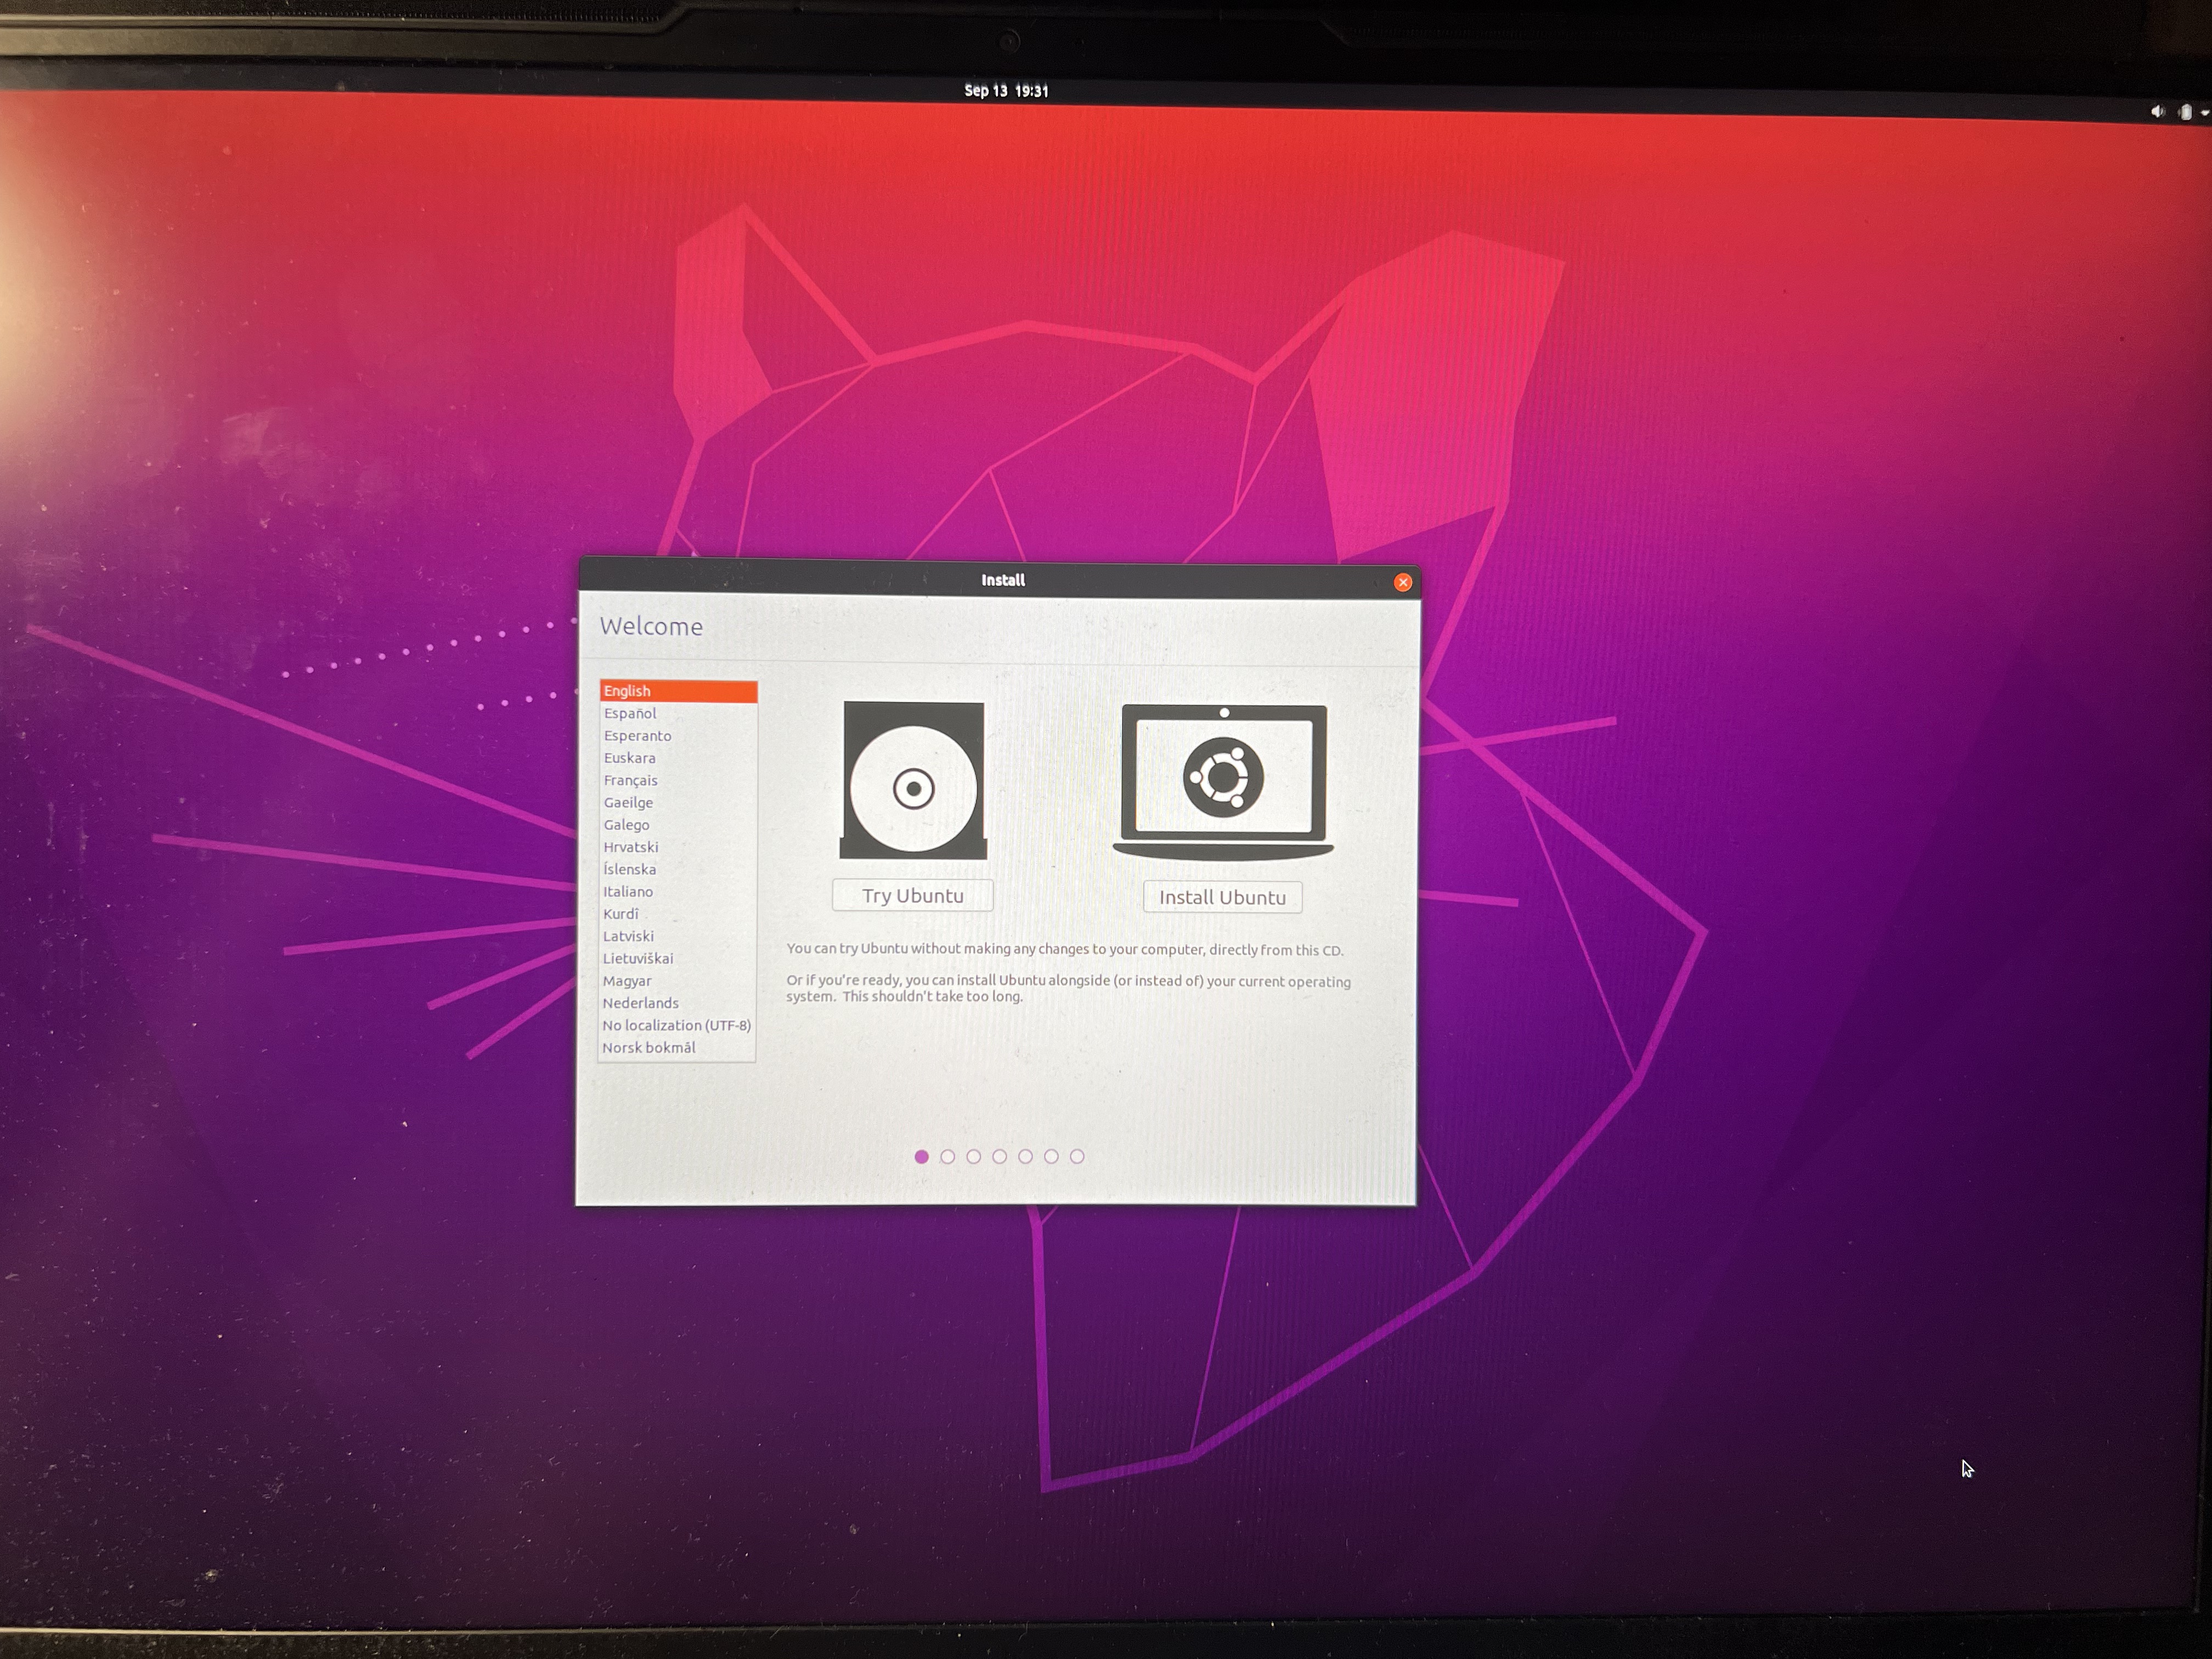 Sep 13 19:31
Install
Welcome
English
Español
Esperanto
Euskara
Français
Gaeilge
Galego
Hrvatski
Íslenska
Italiano
Kurdî
Latviski
Lietuviškai
Magyar
Nederlands
No localization (UTF-8)
Norsk bokmål
Try Ubuntu
Install Ubuntu
You can try Ubuntu without making any changes to your computer, directly from this CD.
Or if you're ready, you can install Ubuntu alongside (or instead of) your current operating
system. This shouldn't take too long.